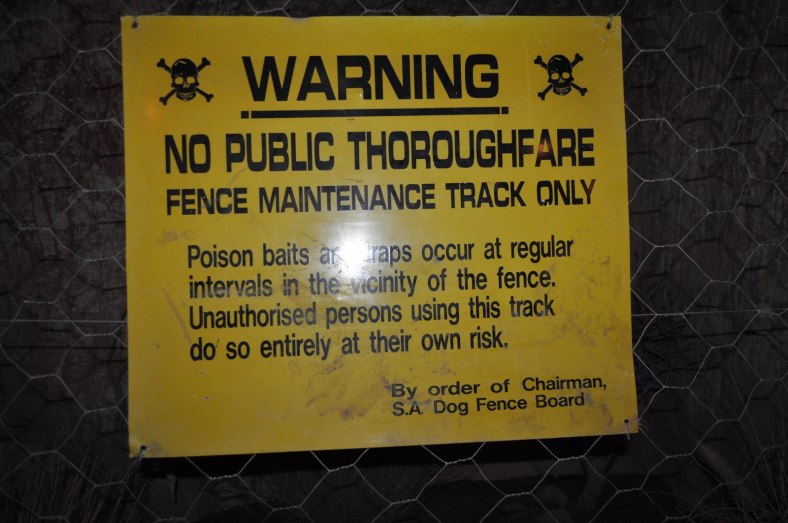 WARNING
NO PUBLIC THOROUGHFARE
FENCE MAINTENANCE TRACK ONLY
Poison baits and traps occur at regular
intervals in the vicinity of the fence.
Unauthorised persons using this track
do so entirely at their own risk.
By order of Chairman,
S.A. Dog Fence Board